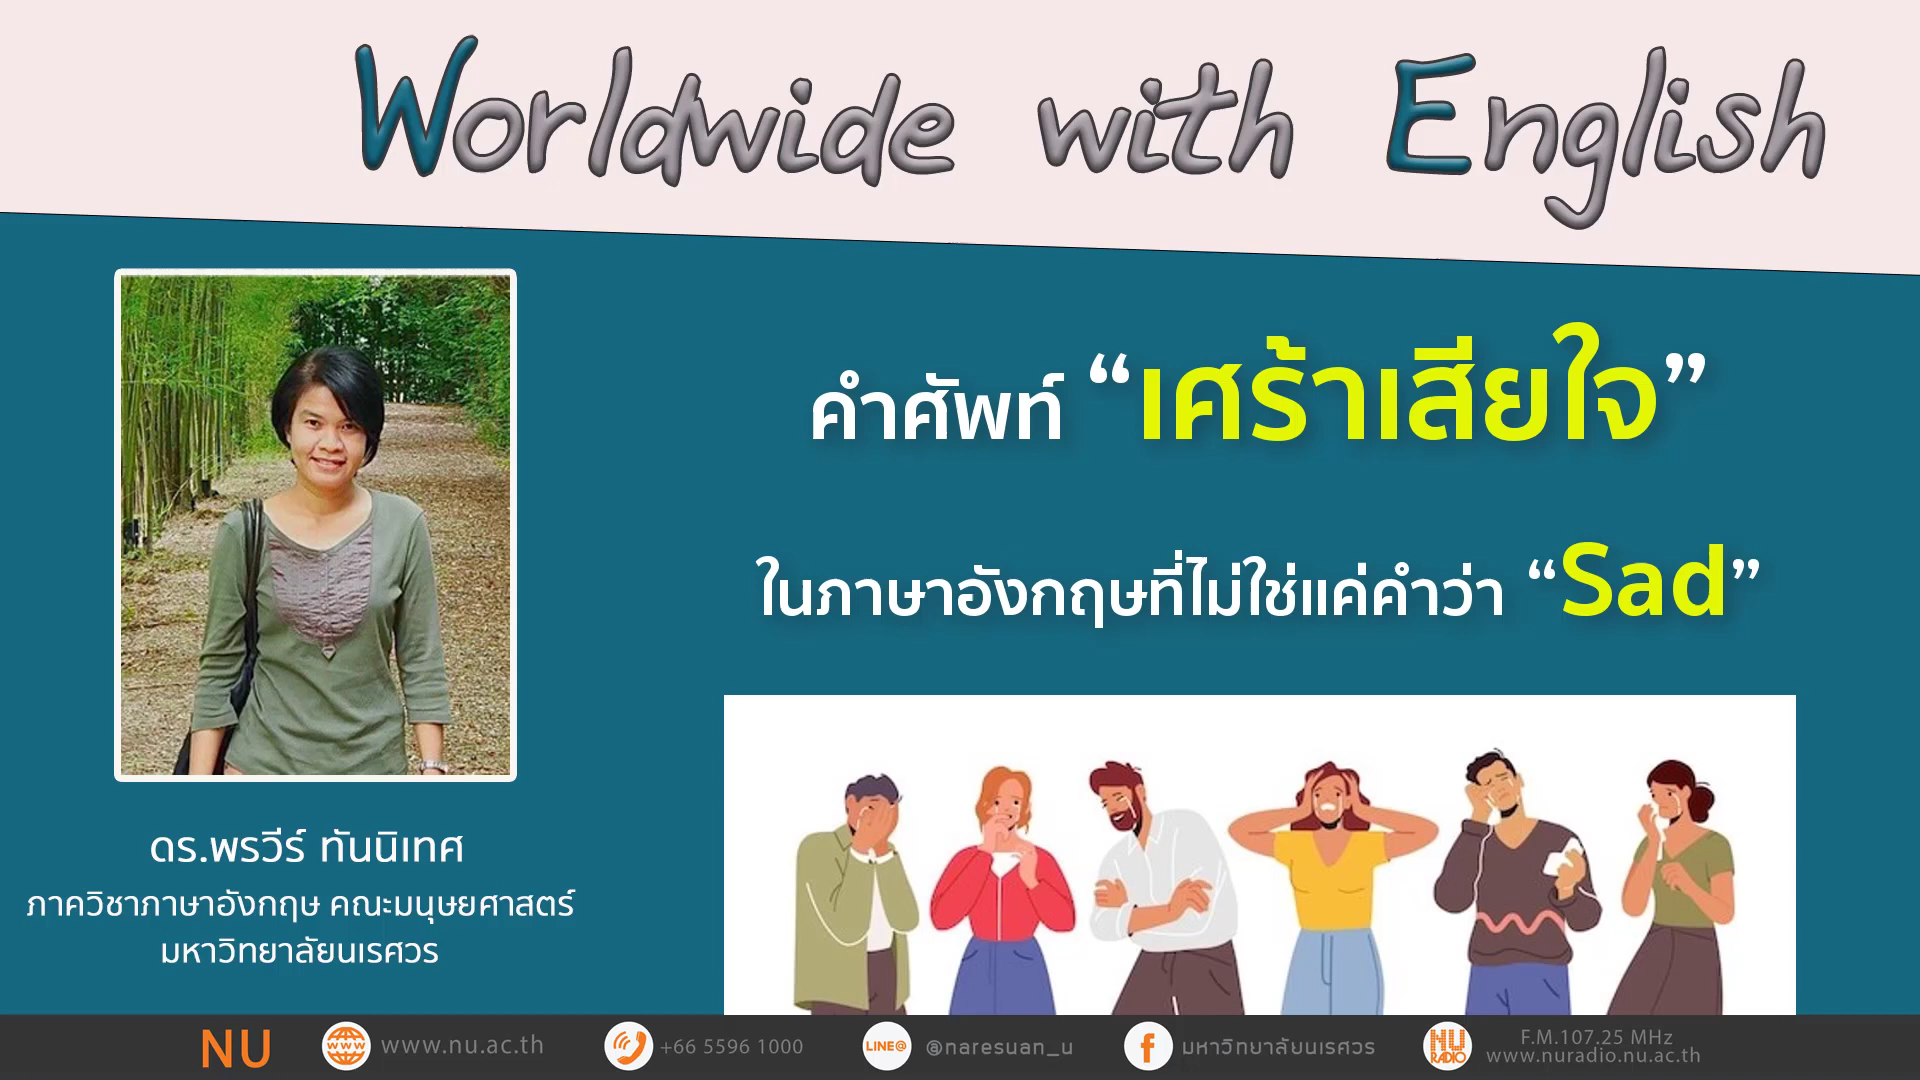 Worldwide with English
คำศัพท์ “เศร้าเสียใจ”
ในภาษาอังกฤษที่ไม่ใช่แค่คำว่า “Sad”
ดร.พรวีร์ ทันนิเทศ
ภาควิชาภาษาอังกฤษ คณะมนุษยศาสตร์
มหาวิทยาลัยนเรศวร
NU
www
www.nu.ac.th
+66 5596 1000
LINE@
@naresuan_u
f
มหาวิทยาลัยนเรศวร
NU
RADIO
F.M.107.25 MHz
www.nuradio.nu.ac.th